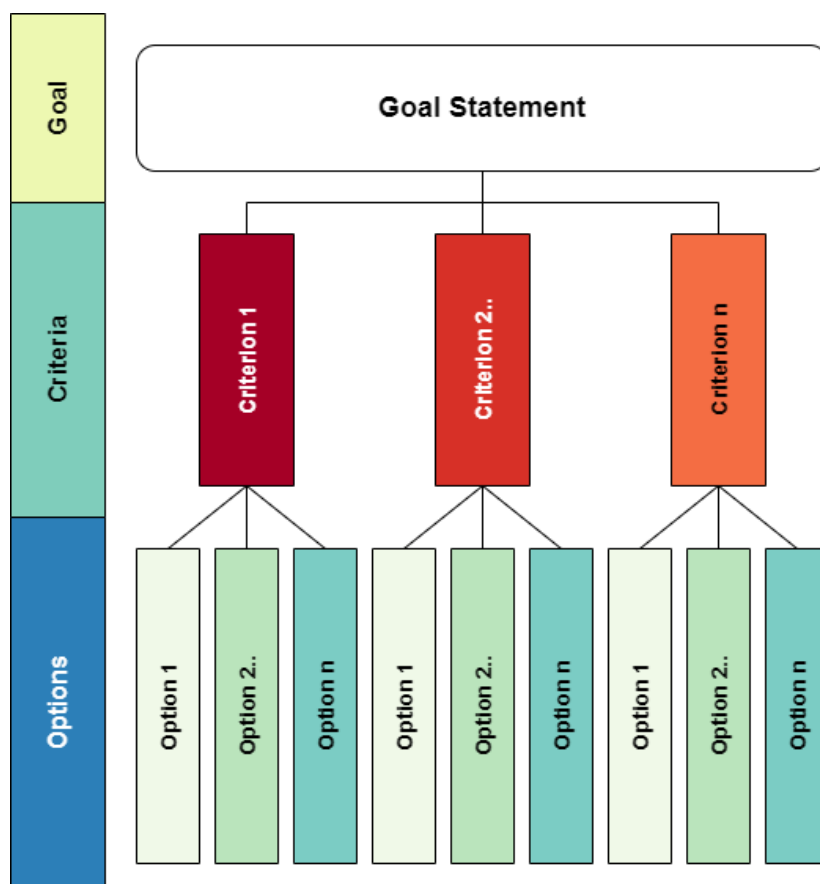 Goal
Goal Statement
Criteria
Criterion 1
Criterion 2..
Criterion n
Options
Option 1
Option 2..
Option n
Option 1
Option 2..
Option n
Option 1
Option 2..
Option n